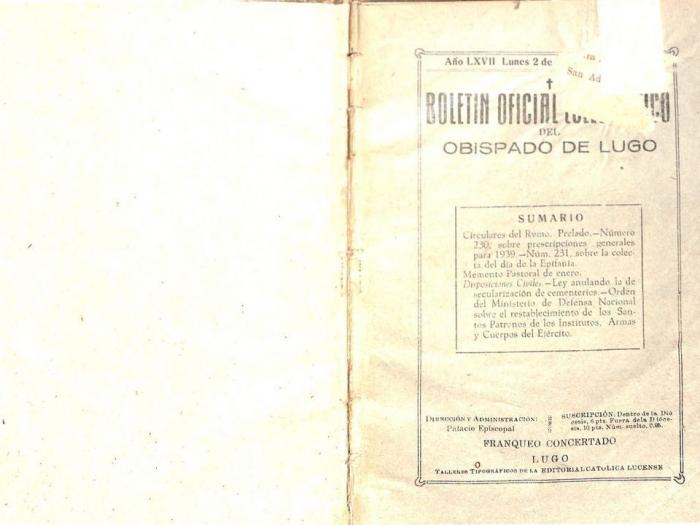 Año LXVII Lunes 2 de
San Ad
BOLETIN OFICIAL
DEL
OBISPADO DE LUGO
SUMARIO
Circulares del Rvmo. Prelado.—Número
230, sobre prescripciones generales
para 1939.—Núm. 231, sobre la colec-
ta del día de la Epifanía.
Memento Pastoral de enero.
Disposiciones Civiles.—Ley anulando la de
secularización de cementerios.—Orden
del Ministerio de Defensa Nacional
sobre el restablecimiento de los San-
tos Patronos de los Institutos, Armas
y Cuerpos del Ejército.
DIRECCIÓN Y ADMINISTRACIÓN:
Palacio Episcopal
SUSCRIPCIÓN: Dentro de la Dió-
cesis, 8 pts. Fuera de la Dióce-
sis, 10 pts. Núm. suelto, 0,25.
FRANQUEO CONCERTADO
LUGO
TALLERES TIPOGRÁFICOS DE LA EDITORIAL CATOLICA LUCENSE